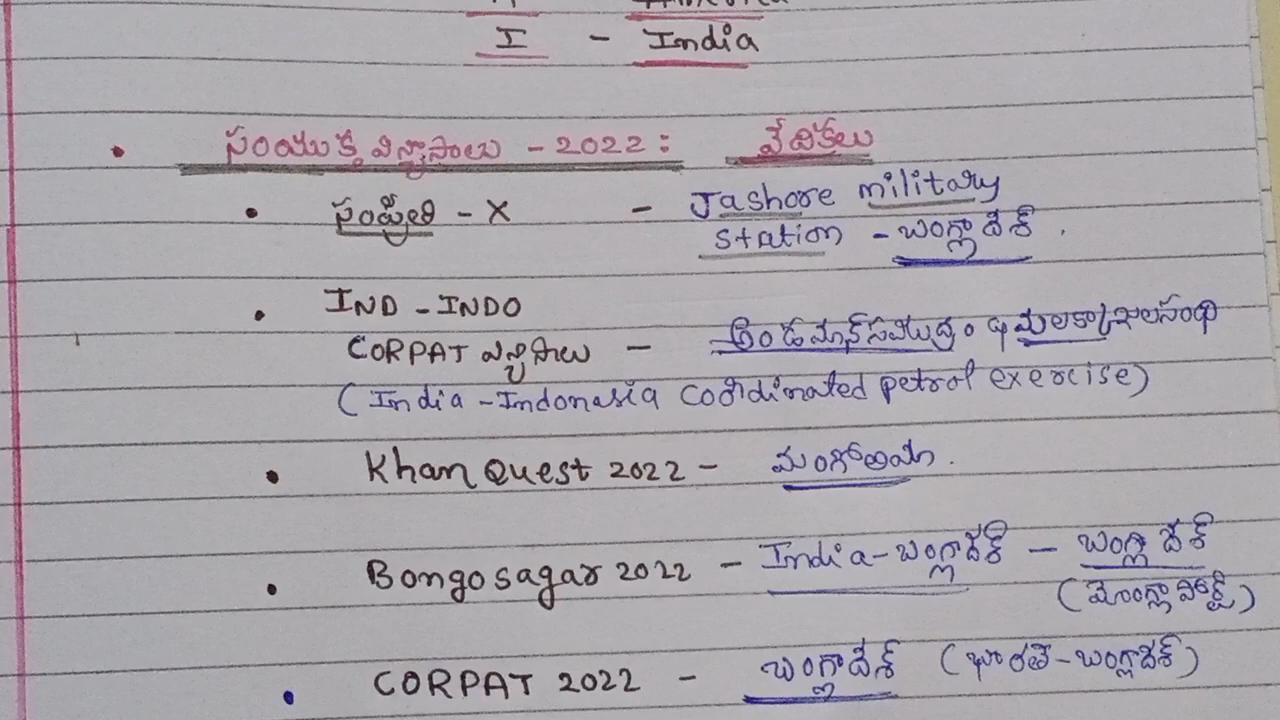 I - India
• సంయుక్త విన్యాసాలు - 2022 : వేదికలు
• సంప్రీతి - X - Jashore military
station - బంగ్లాదేశ్ .
• IND - INDO
CORPAT విన్యాసాలు - అండమాన్ సముద్రం & మలక్కా జలసంధి
(India - Indonasia coordinated petrol exercise)
• Khan Quest 2022 - మంగోలియా .
• Bongosagar 2022 - India - బంగ్లాదేశ్ - బంగ్లాదేశ్
(మోంగ్లా పోర్ట్)
• CORPAT 2022 - బంగ్లాదేశ్ (భారత్ - బంగ్లాదేశ్)